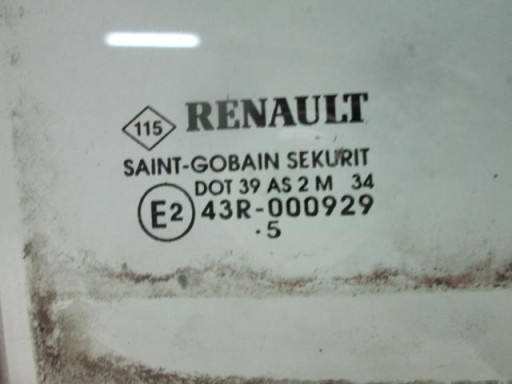 115 RENAULT
SAINT-GOBAIN SEKURIT
DOT 39 AS 2 M 34
E2 43R-000929
.5